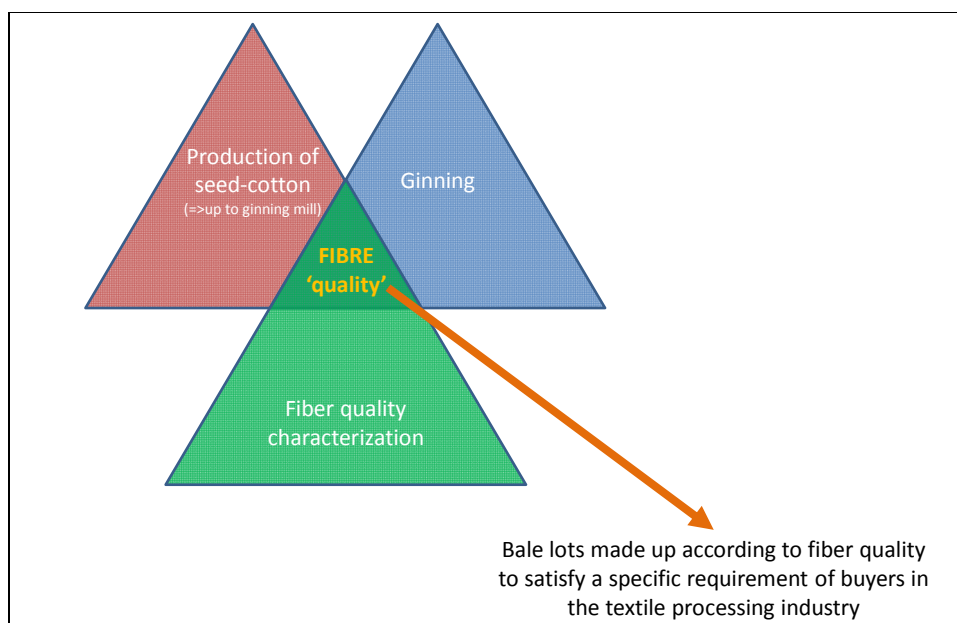 Production of
seed-cotton
(=>up to ginning mill)
Ginning
FIBRE
‘quality’
Fiber quality
characterization
Bale lots made up according to fiber quality
to satisfy a specific requirement of buyers in
the textile processing industry